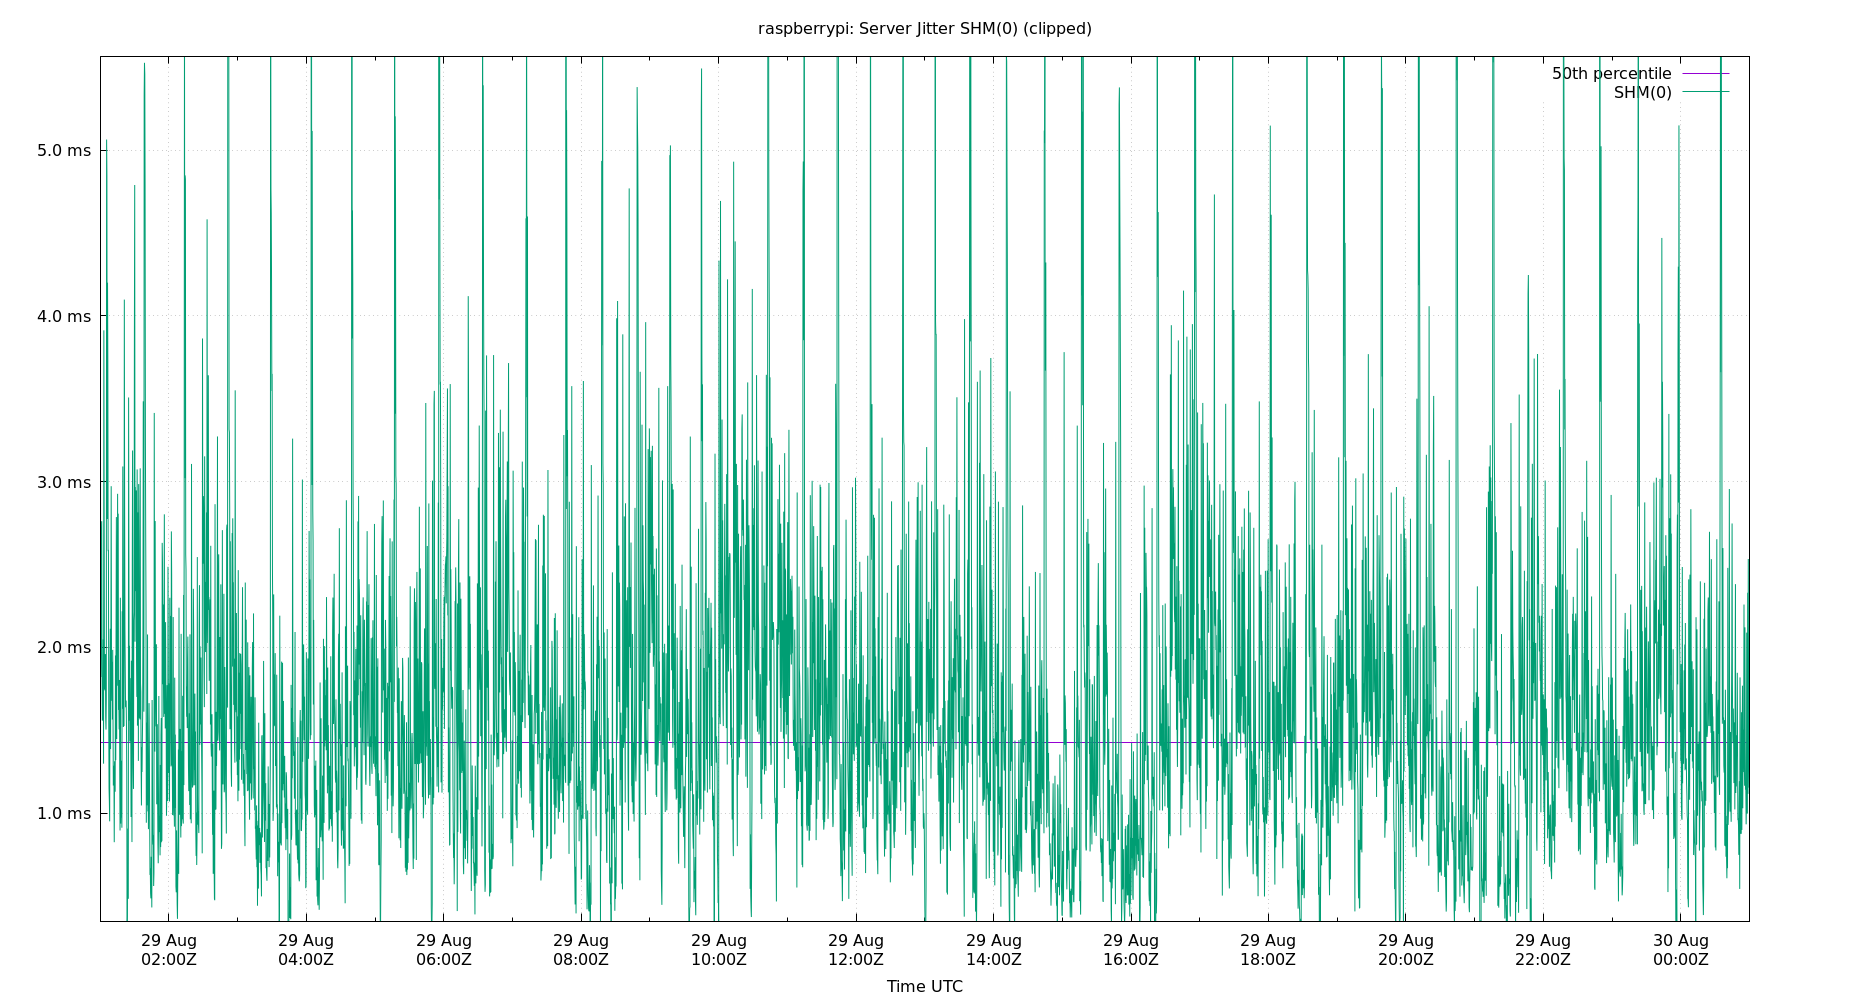 raspberrypi: Server Jitter SHM(0) (clipped)
50th percentile
SHM(0)
5.0 ms
4.0 ms
3.0 ms
2.0 ms
1.0 ms
29 Aug 29 Aug 29 Aug 29 Aug 29 Aug 29 Aug 29 Aug 29 Aug 29 Aug 29 Aug 29 Aug 30 Aug
02:00Z 04:00Z 06:00Z 08:00Z 10:00Z 12:00Z 14:00Z 16:00Z 18:00Z 20:00Z 22:00Z 00:00Z
Time UTC